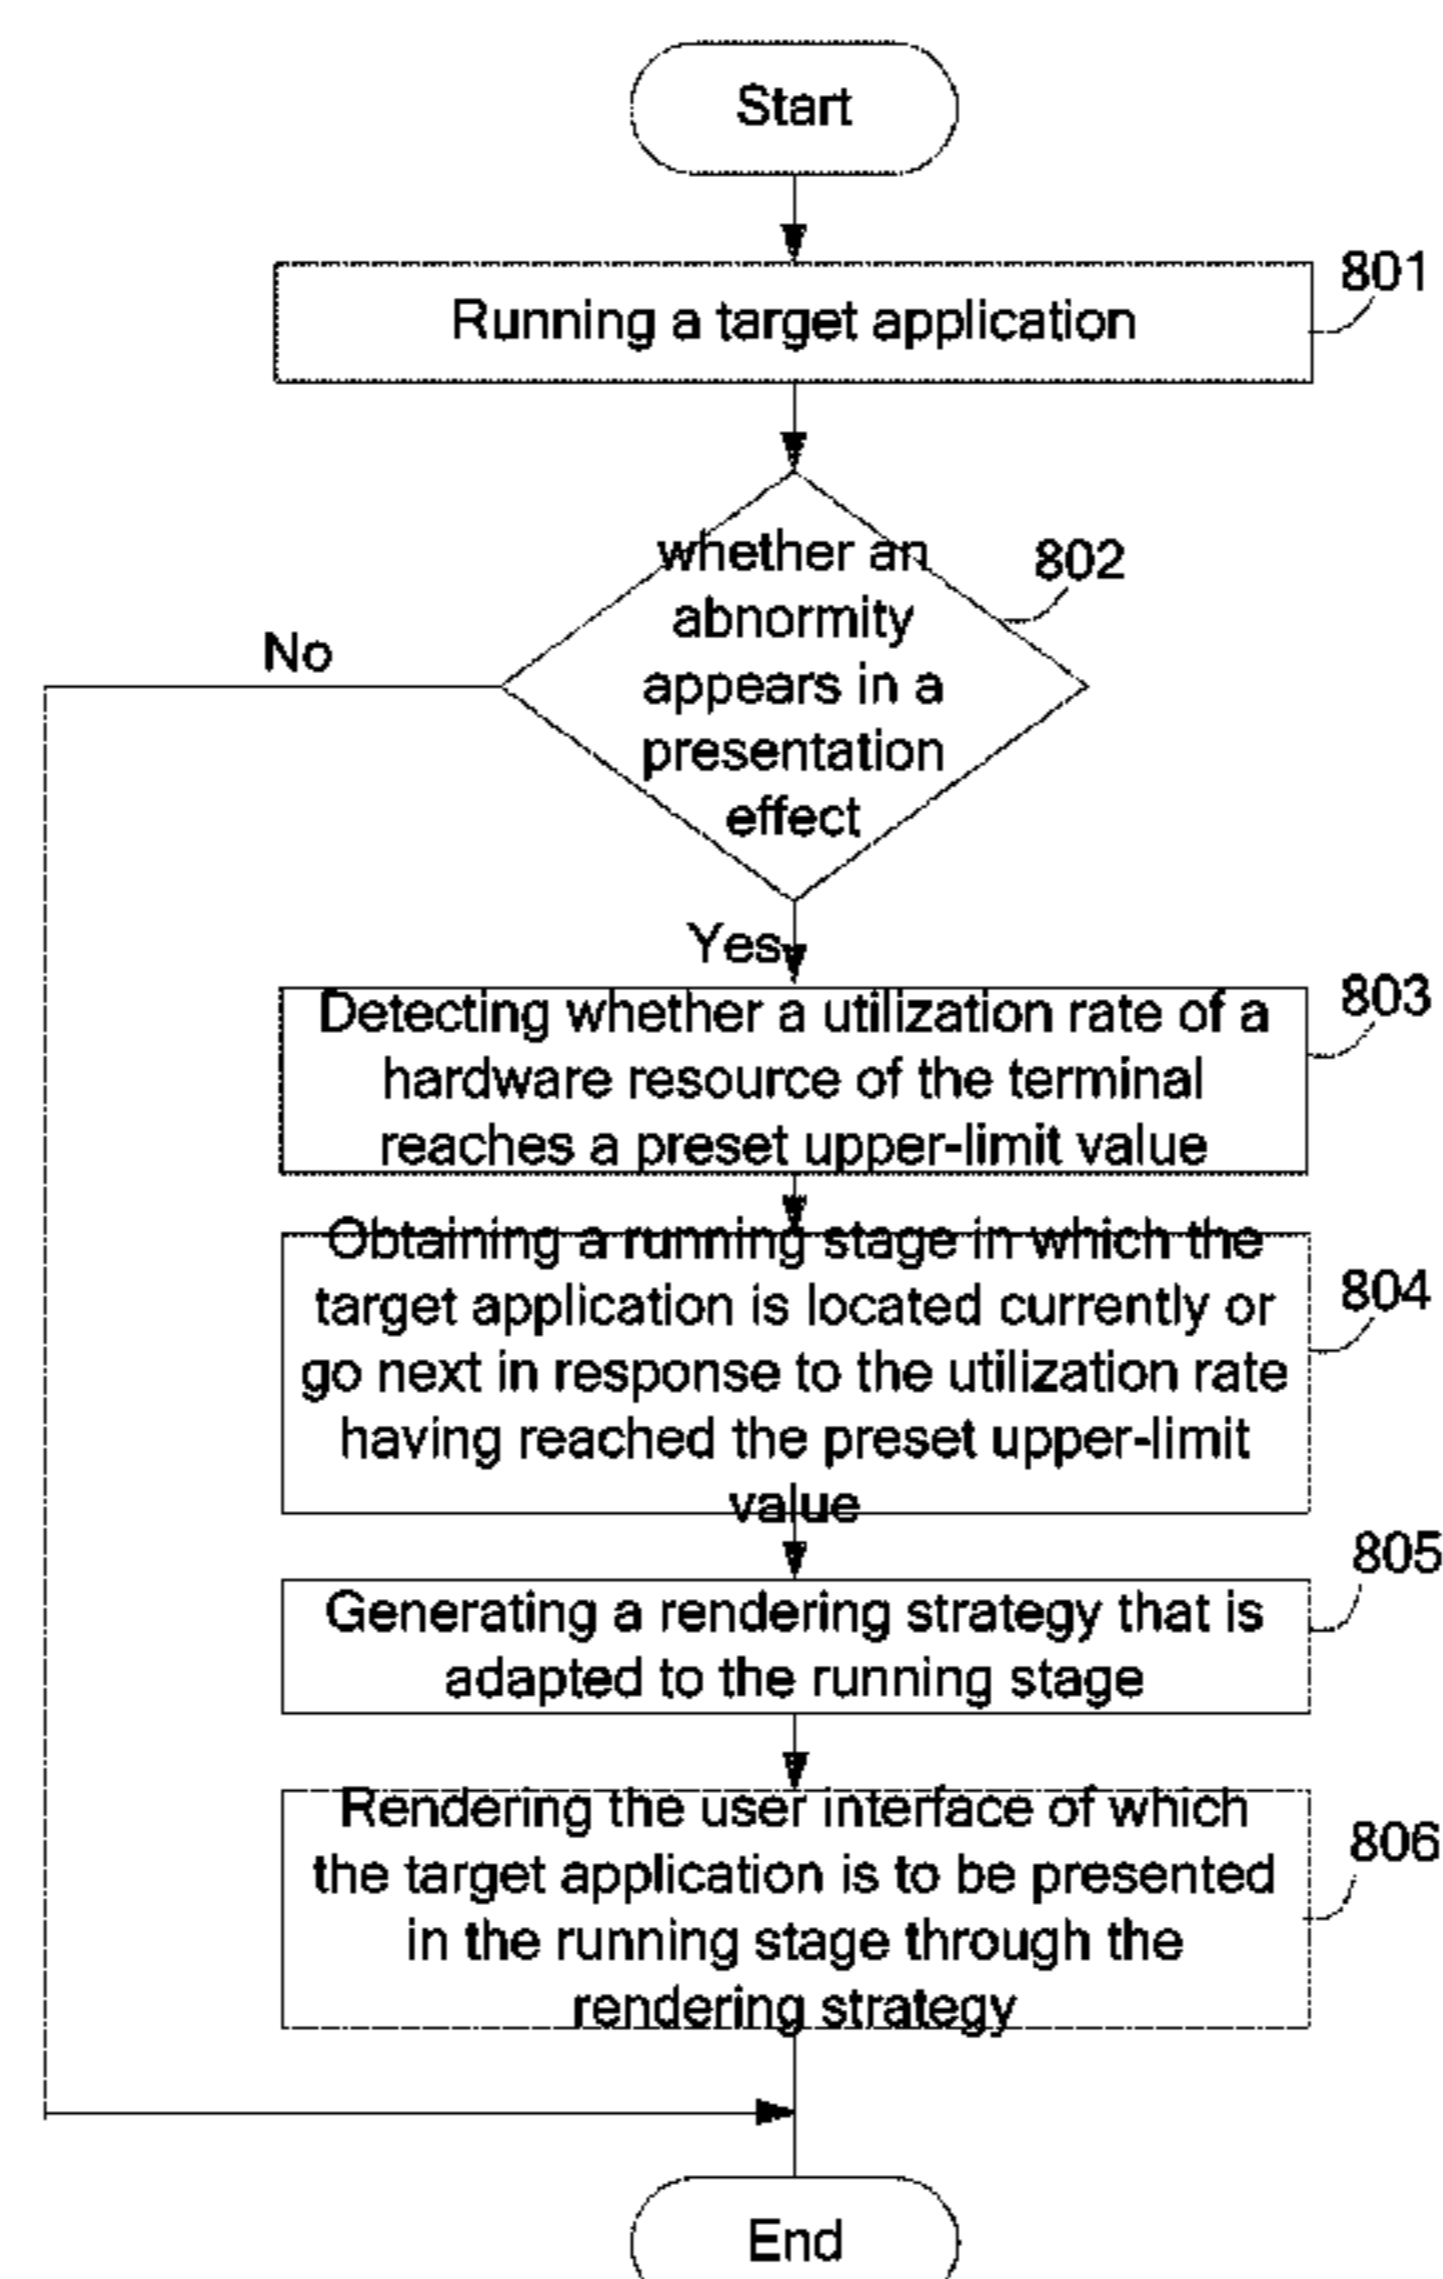 Start
801
Running a target application
802
whether an
abnormity
appears in a
presentation
effect
No
Yes
803
Detecting whether a utilization rate of a
hardware resource of the terminal
reaches a preset upper-limit value
804
Obtaining a running stage in which the
target application is located currently or
go next in response to the utilization rate
having reached the preset upper-limit
value
805
Generating a rendering strategy that is
adapted to the running stage
806
Rendering the user interface of which
the target application is to be presented
in the running stage through the
rendering strategy
End